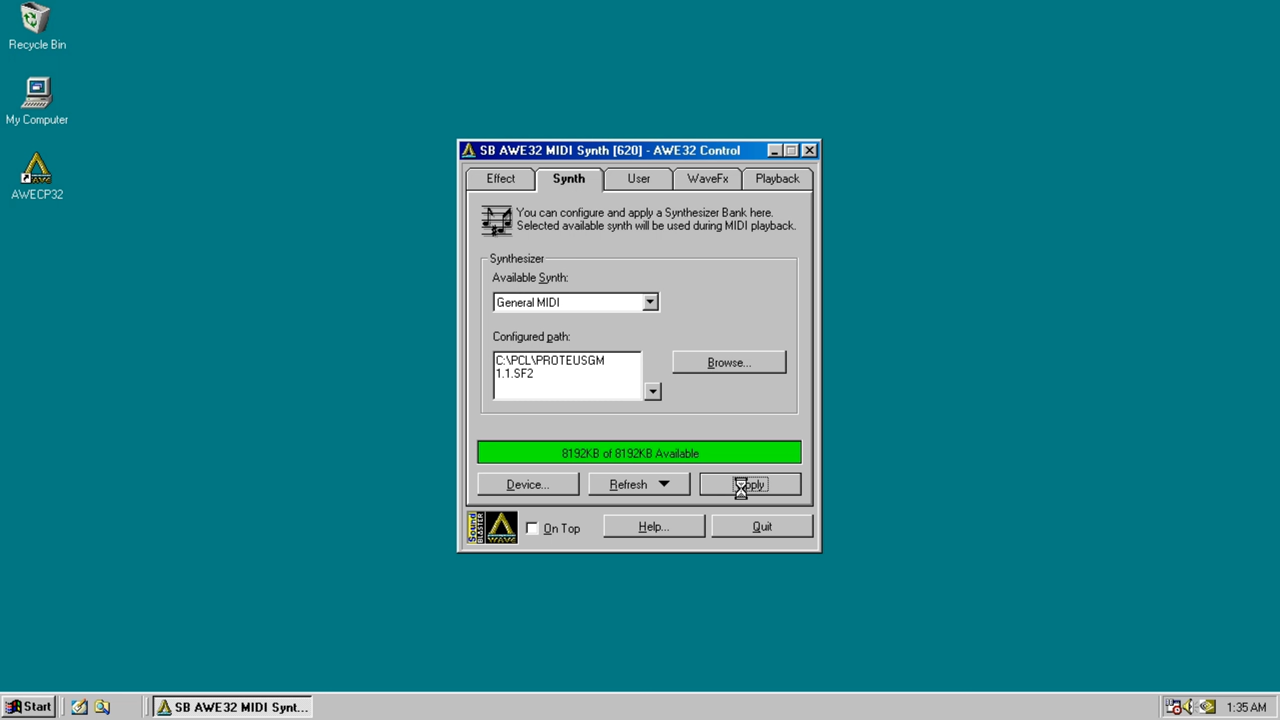 Recycle Bin
My Computer
AWECP32
SB AWE32 MIDI Synth [620] - AWE32 Control
Effect
Synth
User
WaveFx
Playback
You can configure and apply a Synthesizer Bank here.
Selected available synth will be used during MIDI playback.
Synthesizer
Available Synth:
General MIDI
Configured path:
C:\PCL\PROTEUSGM
1.1.SF2
Browse...
8192KB of 8192KB Available
Device...
Refresh
Sound
BLASTER
On Top
Help...
Quit
Start
SB AWE32 MIDI Synt...
1:35 AM